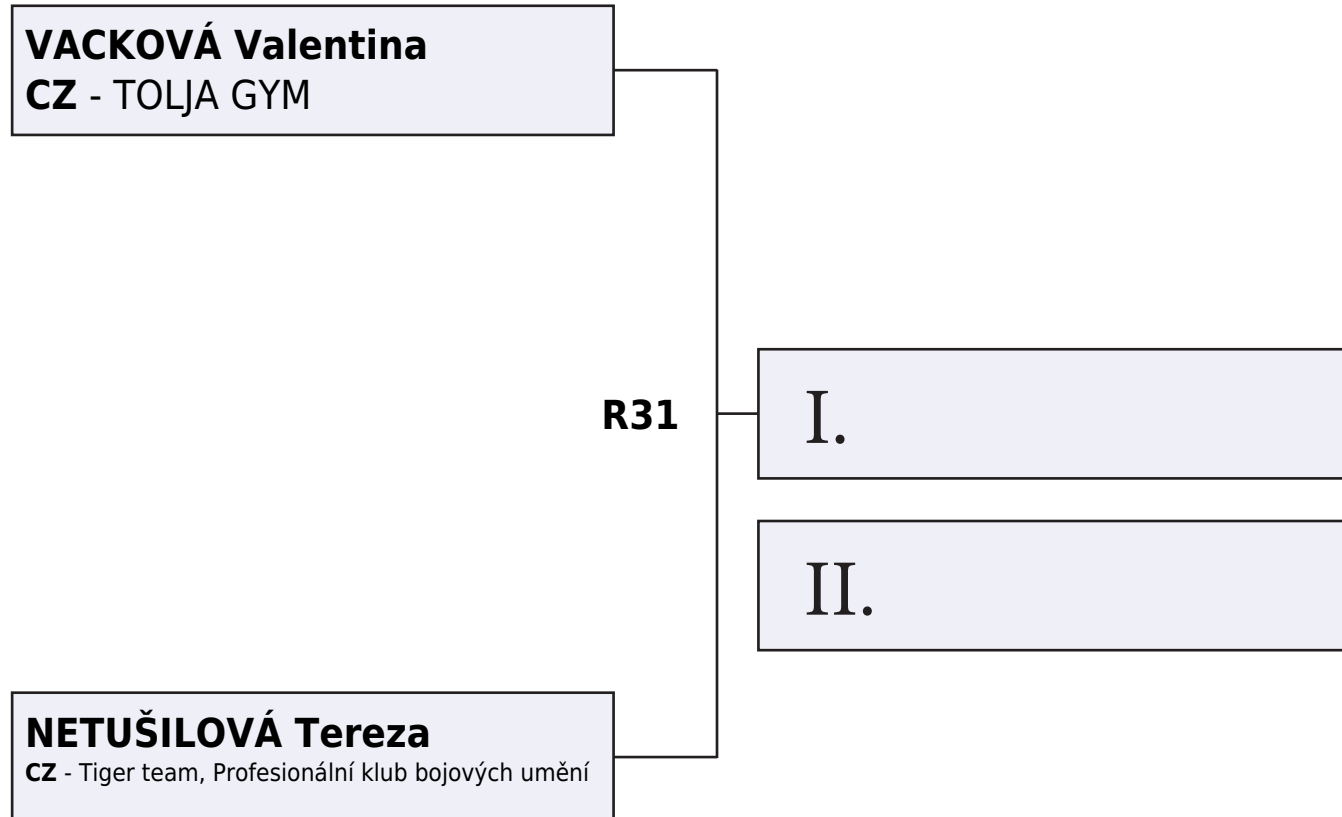 VACKOVÁ Valentina
CZ - TOLJA GYM
R31
I.
II.
NETUŠILOVÁ Tereza
CZ - Tiger team, Profesionální klub bojových umění